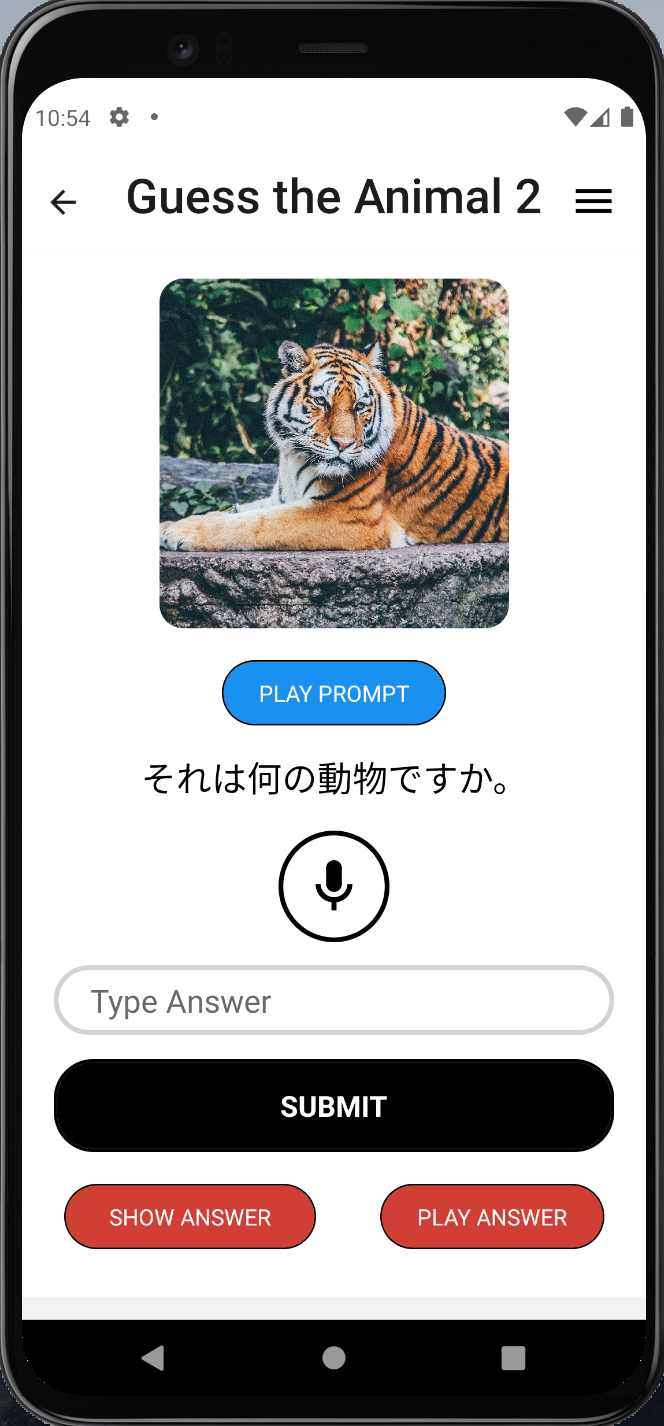 10:54
Guess the Animal 2
PLAY PROMPT
それは何の動物ですか。
Type Answer
SUBMIT
SHOW ANSWER
PLAY ANSWER